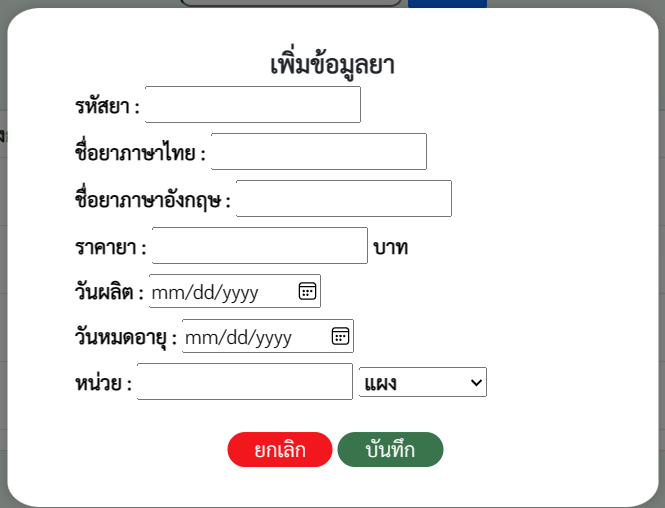 เพิ่มข้อมูลยา
รหัสยา :
ชื่อยาภาษาไทย :
ชื่อยาภาษาอังกฤษ :
ราคายา : บาท
วันผลิต : mm/dd/yyyy
วันหมดอายุ : mm/dd/yyyy
หน่วย : แผง
ยกเลิก บันทึก